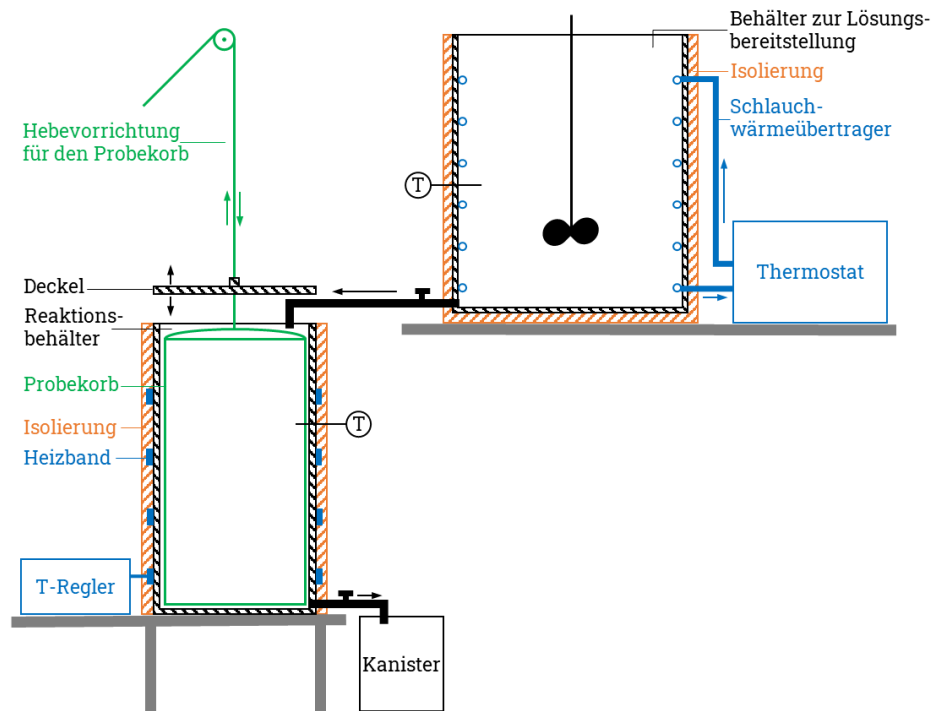 Behälter zur Lösungs-
bereitstellung
Isolierung
Schlauch-
wärmeübertrager
Hebevorrichtung
für den Probekorb
T
Thermostat
Deckel
Reaktions-
behälter
Probekorb
T
Isolierung
Heizband
T-Regler
Kanister